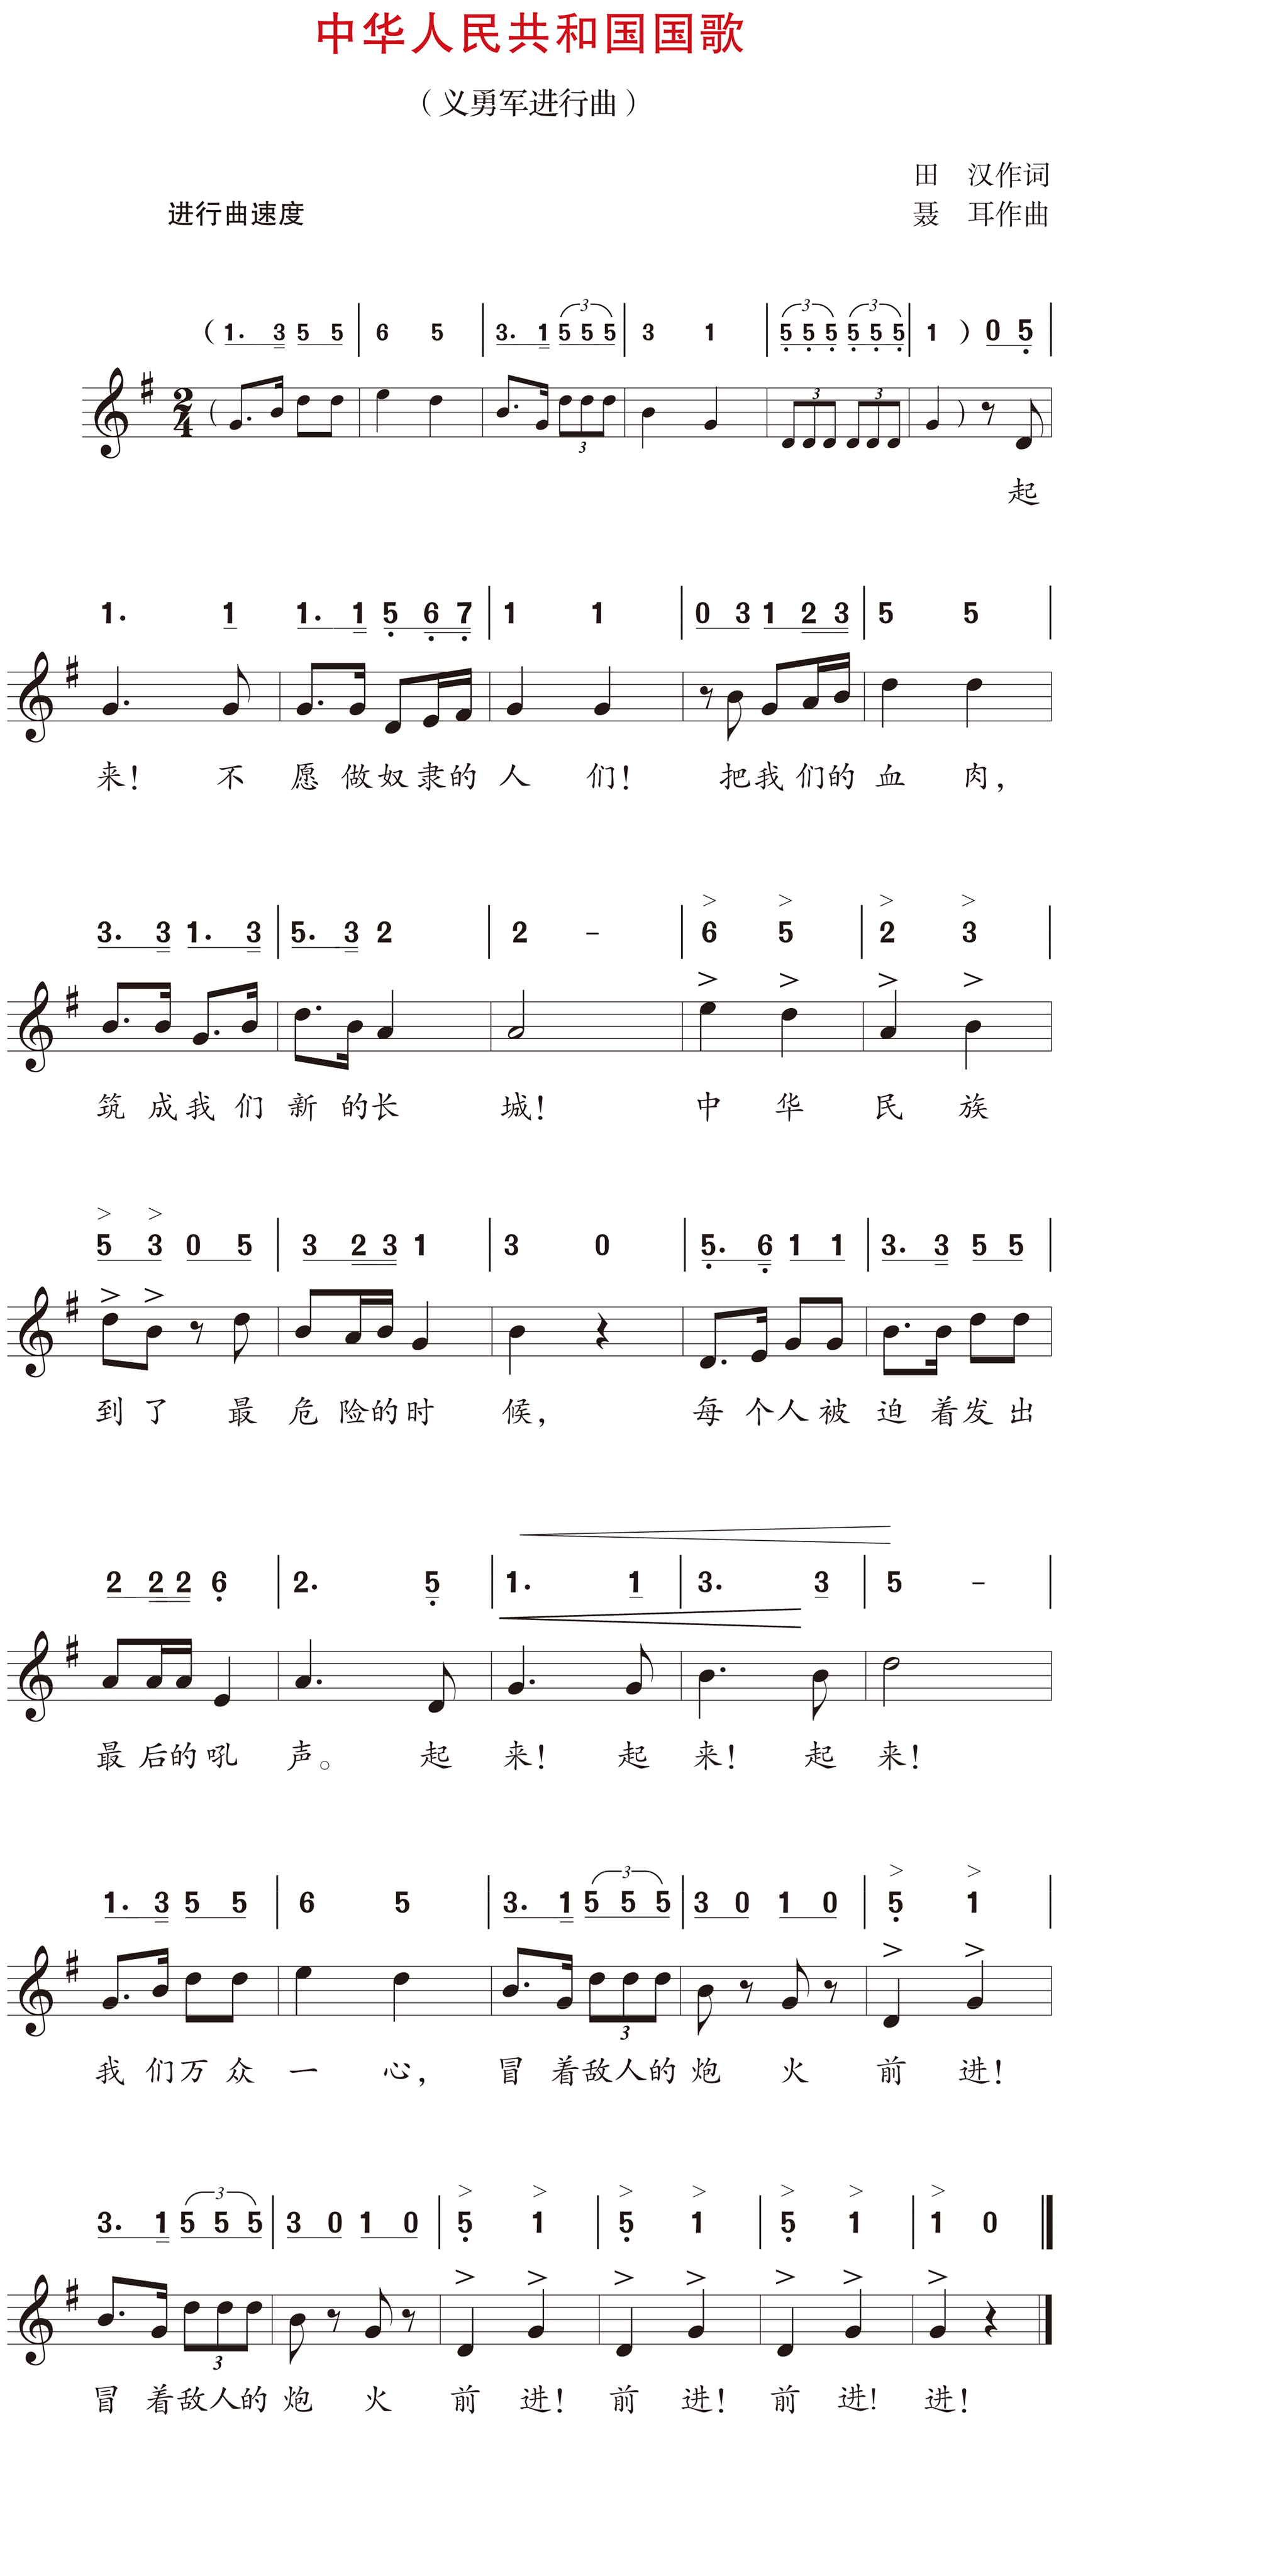 中华人民共和国国歌
（义勇军进行曲）
田 汉作词
进行曲速度 聂 耳作曲
( 1. 3 5 5 | 6 5 | 3. 1 5 5 5 | 3 1 | 5 5 5 5 5 5 | 1 ) 0 5 |
起
1. 1 | 1. 1 5 6 7 | 1 1 | 0 3 1 2 3 | 5 5 |
来！ 不 愿 做 奴 隶 的 人 们！ 把 我 们 的 血 肉，
3. 3 1. 3 | 5. 3 2 | 2 - | 6 5 | 2 3 |
筑 成 我 们 新 的 长 城！ 中 华 民 族
5 3 0 5 | 3 2 3 1 | 3 0 | 5. 6 1 1 | 3. 3 5 5 |
到 了 最 危 险 的 时 候， 每 个 人 被 迫 着 发 出
2 2 2 6 | 2. 5 | 1. 1 | 3. 3 | 5 - |
最 后 的 吼 声。 起 来！ 起 来！ 起 来！
1. 3 5 5 | 6 5 | 3. 1 5 5 5 | 3 0 1 0 | 5 1 |
我 们 万 众 一 心， 冒 着 敌 人 的 炮 火 前 进！
3. 1 5 5 5 | 3 0 1 0 | 5 1 | 5 1 | 5 1 | 1 0 ‖
冒 着 敌 人 的 炮 火 前 进！ 前 进！ 前 进！ 进！